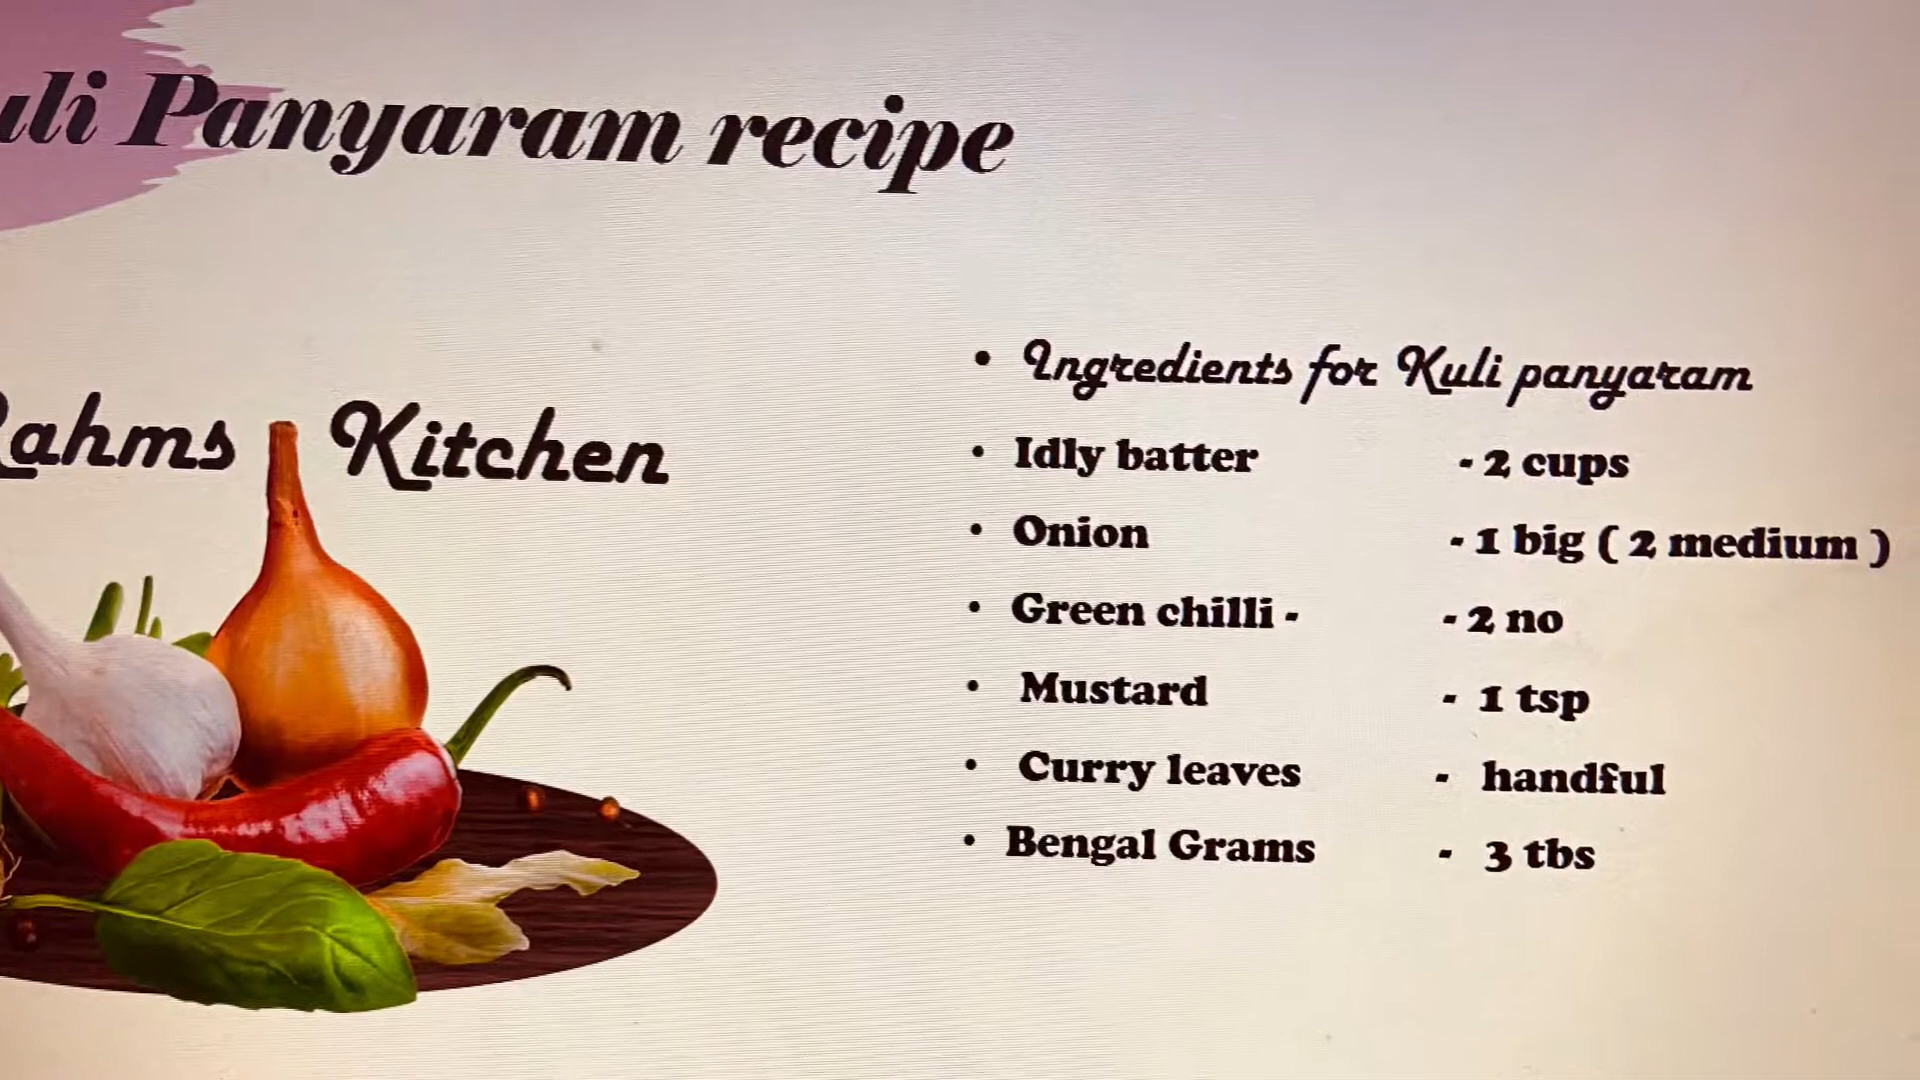 uli Panyaram recipe
Rahms Kitchen
• Ingredients for Kuli panyaram
• Idly batter - 2 cups
• Onion - 1 big ( 2 medium )
• Green chilli - - 2 no
• Mustard - 1 tsp
• Curry leaves - handful
• Bengal Grams - 3 tbs